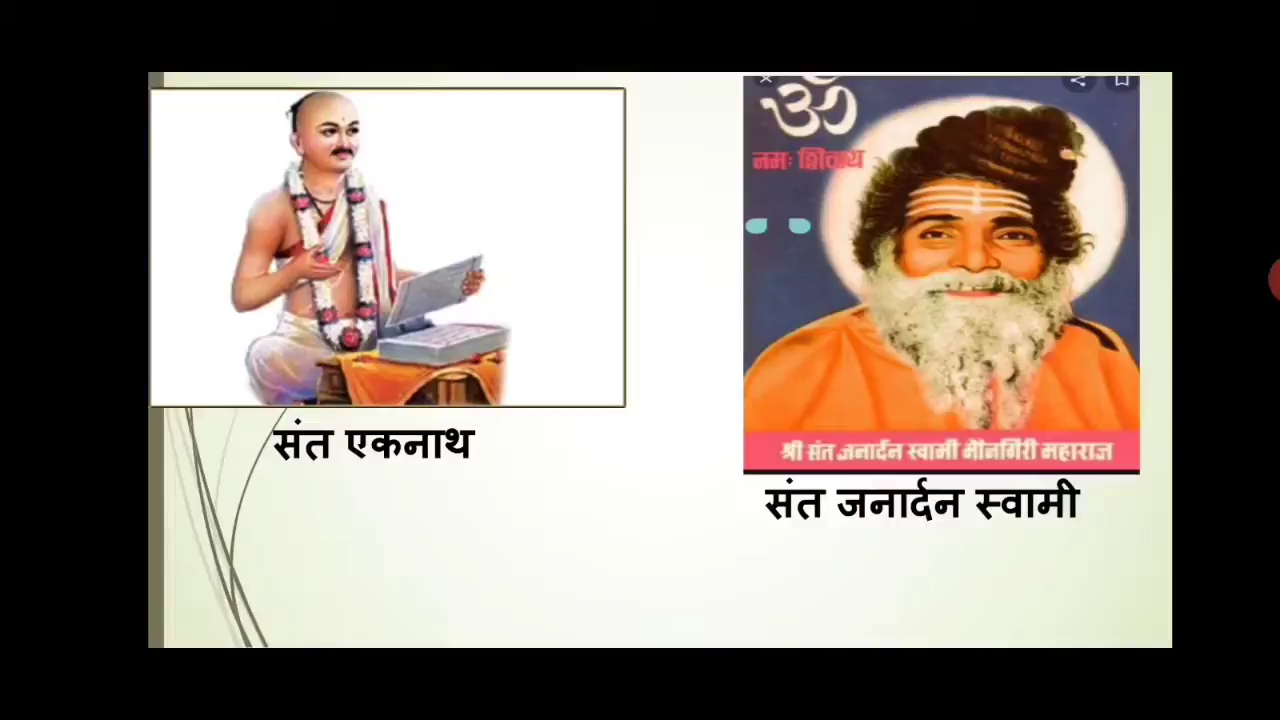 संत एकनाथ
ॐ
नमः शिवाय
श्री संत जनार्दन स्वामी मौनगिरी महाराज
संत जनार्दन स्वामी